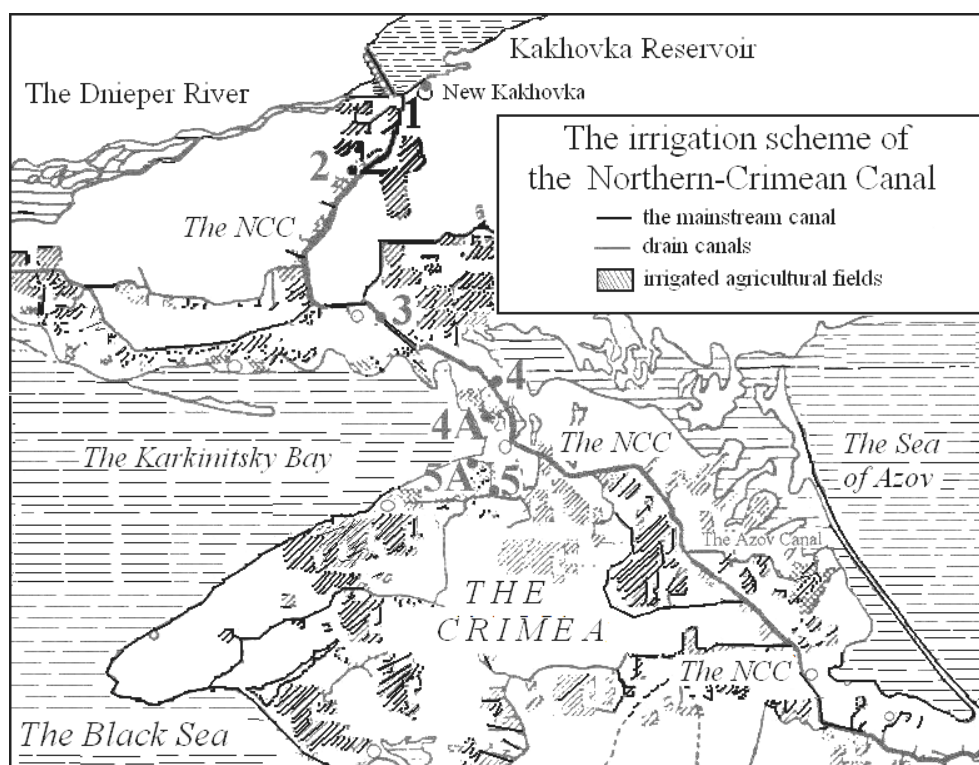 Kakhovka Reservoir
The Dnieper River
New Kakhovka
1
The irrigation scheme of
the Northern-Crimean Canal
the mainstream canal
drain canals
irrigated agricultural fields
2
The NCC
3
4
4A
The NCC
The Karkinitsky Bay
The Sea
of Azov
5A
5
The Azov Canal
THE
CRIMEA
The NCC
The Black Sea